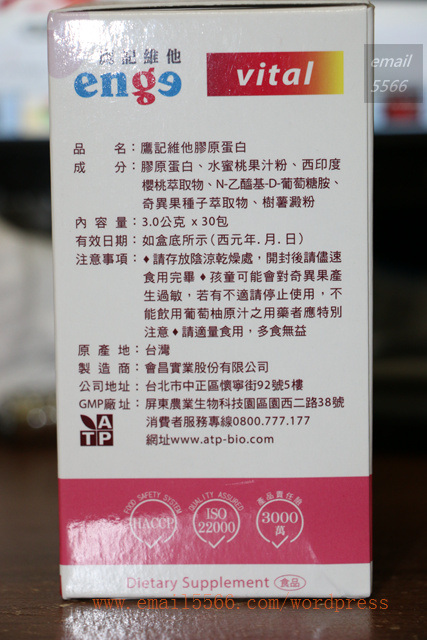 鷹記維他
enge
vital
email
5566
品名：鷹記維他膠原蛋白
成分：膠原蛋白、水蜜桃果汁粉、西印度
櫻桃萃取物、N-乙醯基-D-葡萄糖胺、
奇異果種子萃取物、樹薯澱粉
內容量：3.0公克 x 30包
有效日期：如盒底所示(西元年.月.日)
注意事項：♦請存放陰涼乾燥處，開封後請儘速
食用完畢♦孩童可能會對奇異果產
生過敏，若有不適請停止使用，不
能飲用葡萄柚原汁之用藥者應特別
注意♦請適量食用，多食無益
原產地：台灣
製造商：會昌實業股份有限公司
公司地址：台北市中正區懷寧街92號5樓
GMP廠址：屏東農業生物科技園區園西二路38號
消費者服務專線0800.777.177
網址www.atp-bio.com
ATP
FOOD SAFETY SYSTEM
HACCP
QUALITY ASSURED
ISO
22000
產品責任險
3000
萬
Dietary Supplement 食品
www.email5566.com/wordpress